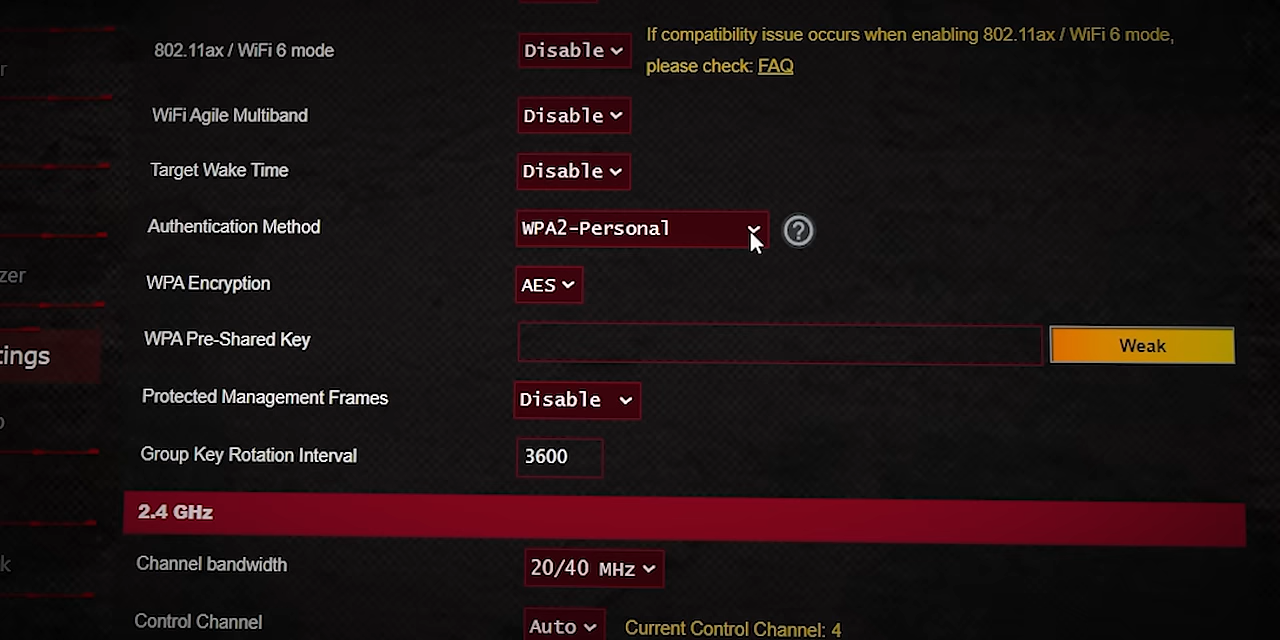 802.11ax / WiFi 6 mode
Disable
If compatibility issue occurs when enabling 802.11ax / WiFi 6 mode,
please check: FAQ
r
WiFi Agile Multiband
Disable
Target Wake Time
Disable
Authentication Method
WPA2-Personal
?
zer
WPA Encryption
AES
WPA Pre-Shared Key
Weak
tings
Protected Management Frames
Disable
Group Key Rotation Interval
3600
2.4 GHz
k
Channel bandwidth
20/40 MHz
Control Channel
Auto
Current Control Channel: 4